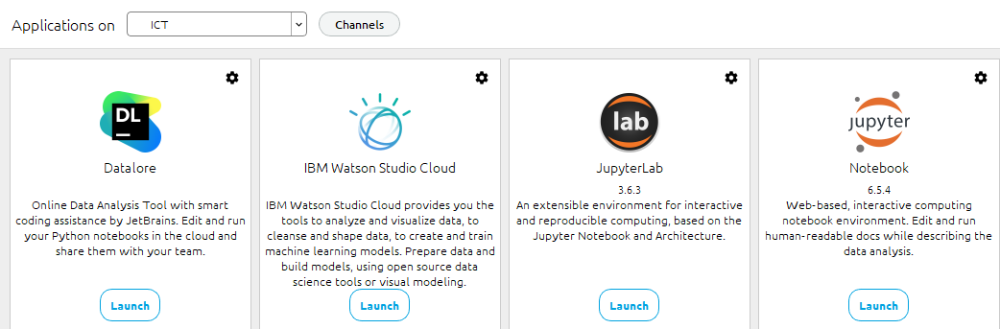 Applications on ICT Channels
DL
Datalore
Online Data Analysis Tool with smart
coding assistance by JetBrains. Edit and run
your Python notebooks in the cloud and
share them with your team.
Launch
IBM Watson Studio Cloud
IBM Watson Studio Cloud provides you the
tools to analyze and visualize data, to
cleanse and shape data, to create and train
machine learning models. Prepare data and
build models, using open source data
science tools or visual modeling.
Launch
lab
JupyterLab
3.6.3
An extensible environment for interactive
and reproducible computing, based on the
Jupyter Notebook and Architecture.
Launch
jupyter
Notebook
6.5.4
Web-based, interactive computing
notebook environment. Edit and run
human-readable docs while describing the
data analysis.
Launch